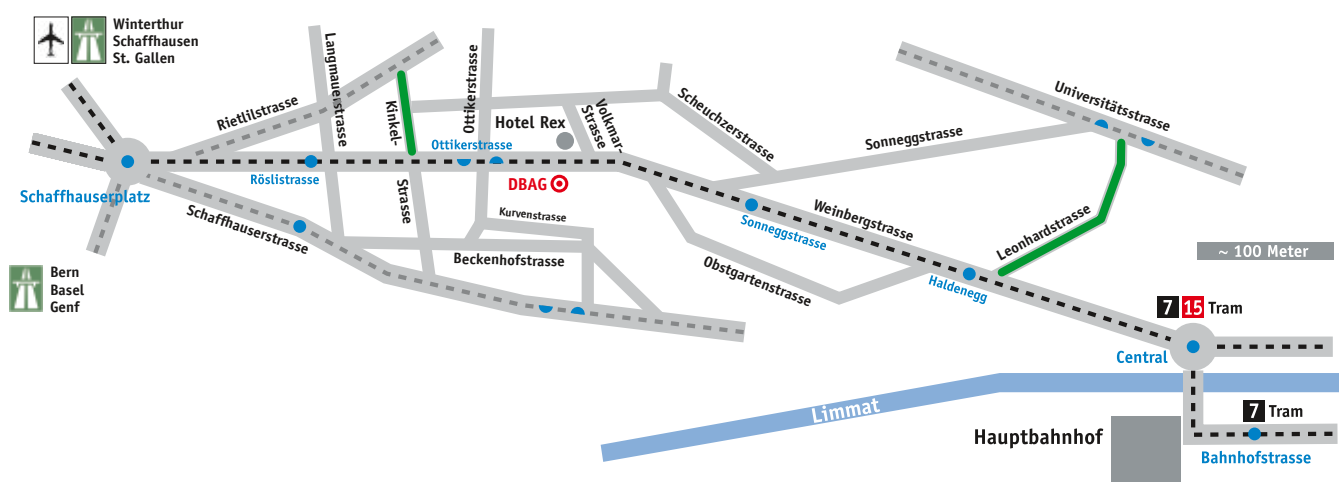 Winterthur
Schaffhausen
St. Gallen
Langmauerstrasse
Rietlilstrasse
Kinkel-
Strasse
Ottikerstrasse
Hotel Rex
Volkmar-
Strasse
Scheuchzerstrasse
Sonneggstrasse
Universitätsstrasse
Ottikerstrasse
Röslistrasse
DBAG
Schaffhauserplatz
Schaffhauserstrasse
Kurvenstrasse
Beckenhofstrasse
Sonneggstrasse
Weinbergstrasse
Leonhardstrasse
Obstgartenstrasse
Haldenegg
~ 100 Meter
Bern
Basel
Genf
7 15 Tram
Central
Limmat
7 Tram
Hauptbahnhof
Bahnhofstrasse